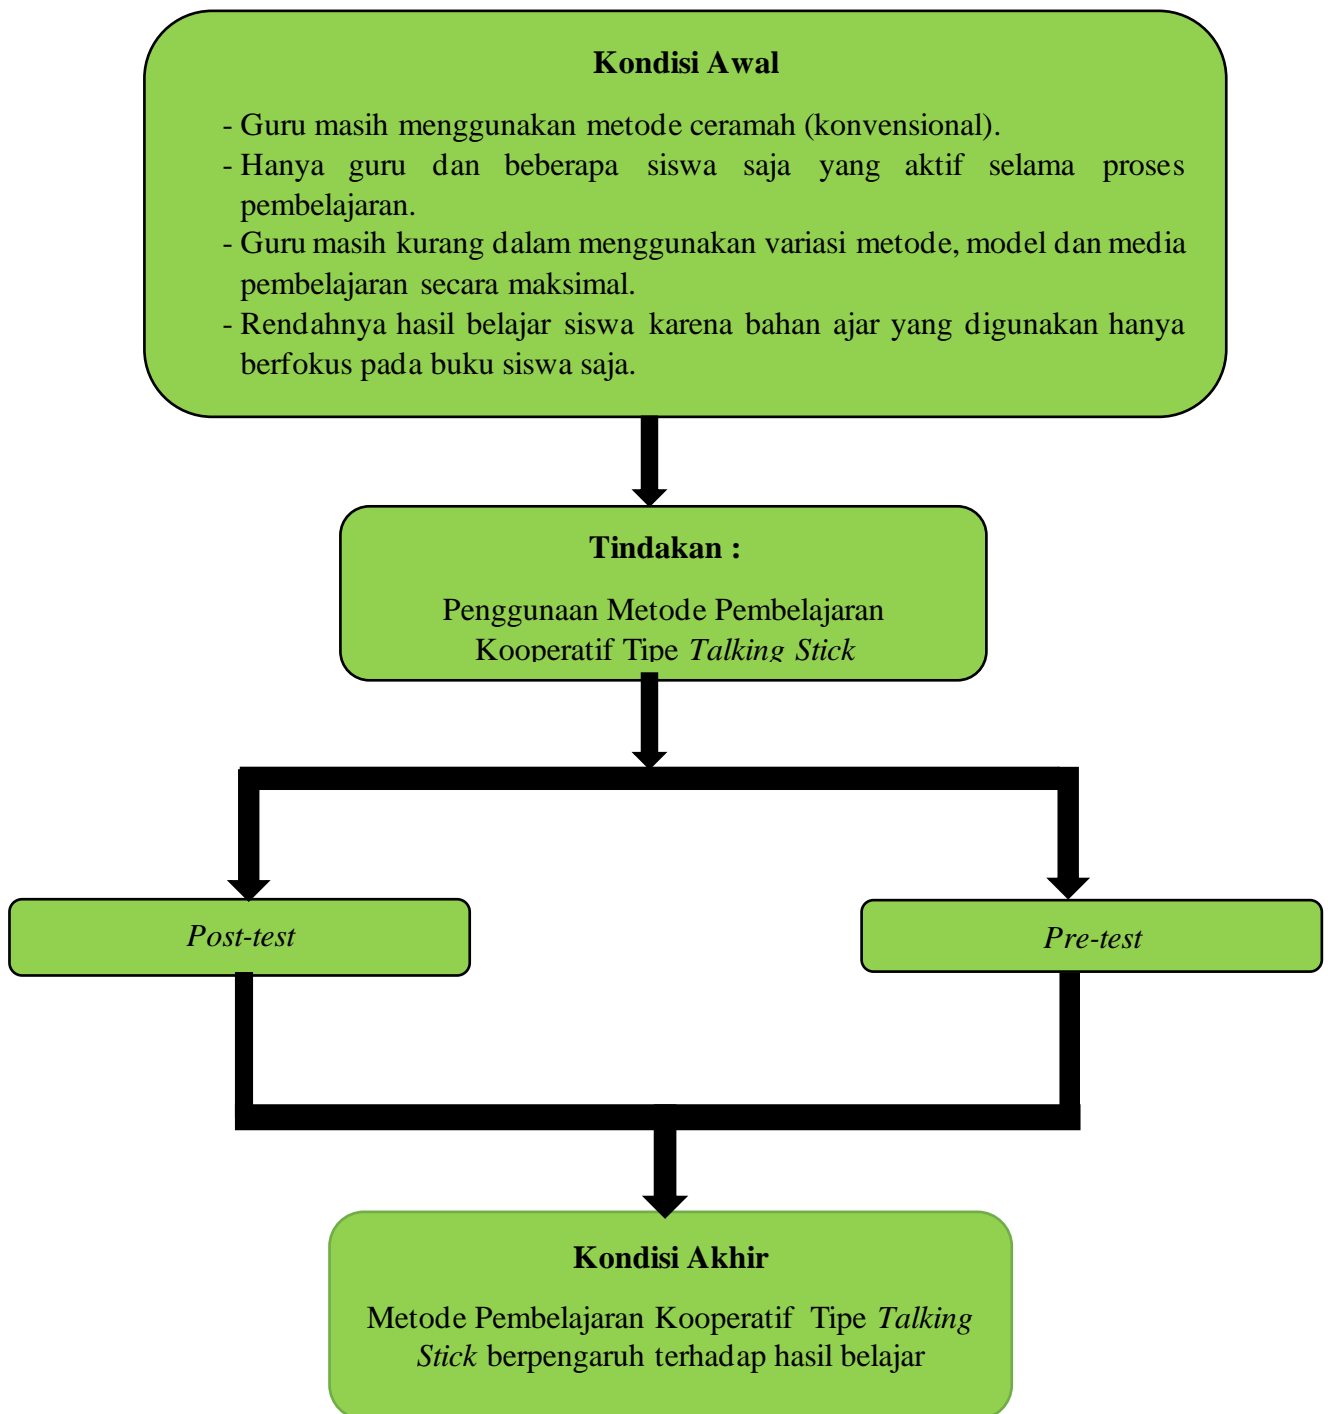 Kondisi Awal
- Guru masih menggunakan metode ceramah (konvensional).
- Hanya guru dan beberapa siswa saja yang aktif selama proses
pembelajaran.
- Guru masih kurang dalam menggunakan variasi metode, model dan media
pembelajaran secara maksimal.
- Rendahnya hasil belajar siswa karena bahan ajar yang digunakan hanya
berfokus pada buku siswa saja.
Tindakan :
Penggunaan Metode Pembelajaran
Kooperatif Tipe Talking Stick
Post-test
Pre-test
Kondisi Akhir
Metode Pembelajaran Kooperatif Tipe Talking
Stick berpengaruh terhadap hasil belajar